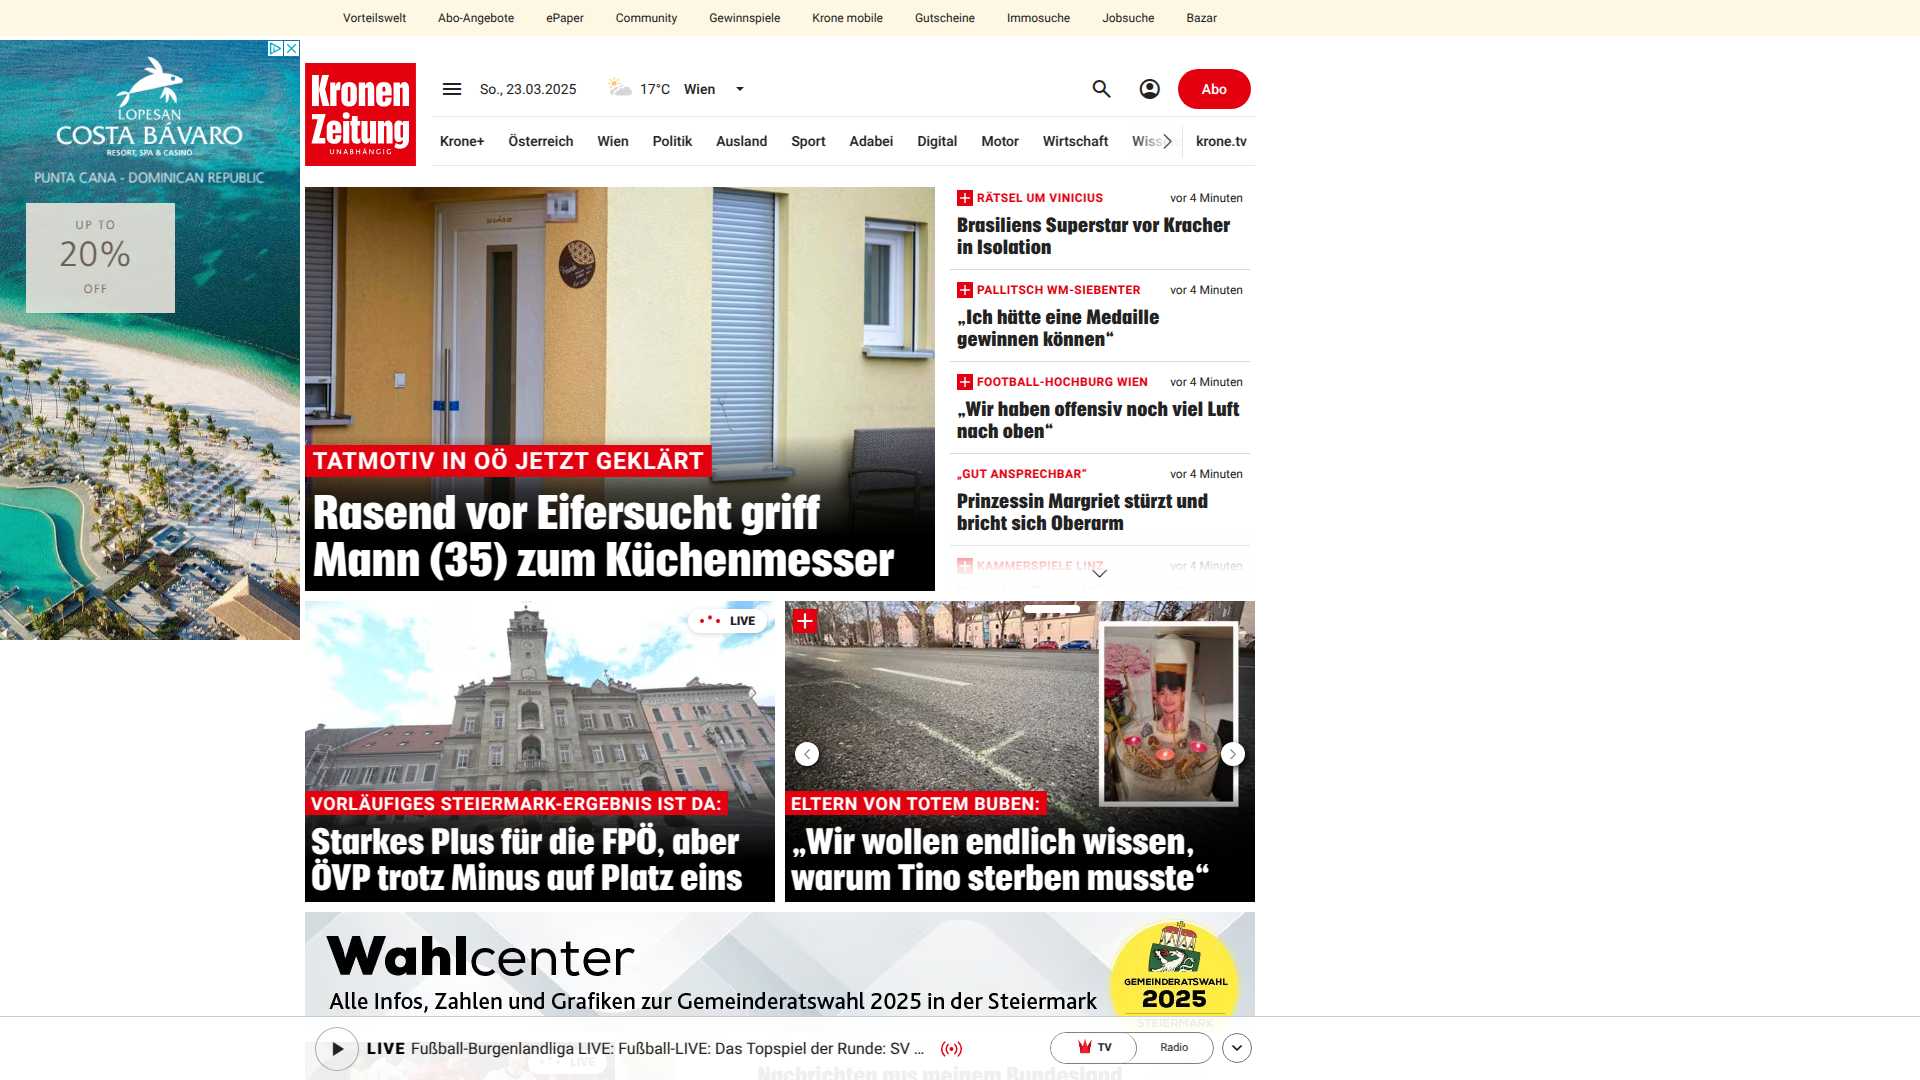 Vorteilswelt Abo-Angebote ePaper Community Gewinnspiele Krone mobile Gutscheine Immosuche Jobsuche Bazar
LOPESAN
COSTA BÁVARO
RESORT, SPA & CASINO
PUNTA CANA - DOMINICAN REPUBLIC
UP TO
20%
OFF
Kronen
Zeitung
UNABHÄNGIG
So., 23.03.2025 17°C Wien
Abo
Krone+ Österreich Wien Politik Ausland Sport Adabei Digital Motor Wirtschaft Wiss krone.tv
TATMOTIV IN OÖ JETZT GEKLÄRT
Rasend vor Eifersucht griff
Mann (35) zum Küchenmesser
RÄTSEL UM VINICIUS vor 4 Minuten
Brasiliens Superstar vor Kracher
in Isolation
PALLITSCH WM-SIEBENTER vor 4 Minuten
„Ich hätte eine Medaille
gewinnen können“
FOOTBALL-HOCHBURG WIEN vor 4 Minuten
„Wir haben offensiv noch viel Luft
nach oben“
„GUT ANSPRECHBAR“ vor 4 Minuten
Prinzessin Margriet stürzt und
bricht sich Oberarm
KAMMERSPIELE LINZ vor 4 Minuten
LIVE
Rathaus
VORLÄUFIGES STEIERMARK-ERGEBNIS IST DA:
Starkes Plus für die FPÖ, aber
ÖVP trotz Minus auf Platz eins
ELTERN VON TOTEM BUBEN:
„Wir wollen endlich wissen,
warum Tino sterben musste“
Wahlcenter
Alle Infos, Zahlen und Grafiken zur Gemeinderatswahl 2025 in der Steiermark
GEMEINDERATSWAHL
2025
STEIERMARK
LIVE Fußball-Burgenlandliga LIVE: Fußball-LIVE: Das Topspiel der Runde: SV ...
TV Radio
LIVE
Nachrichten aus meinem Bundesland